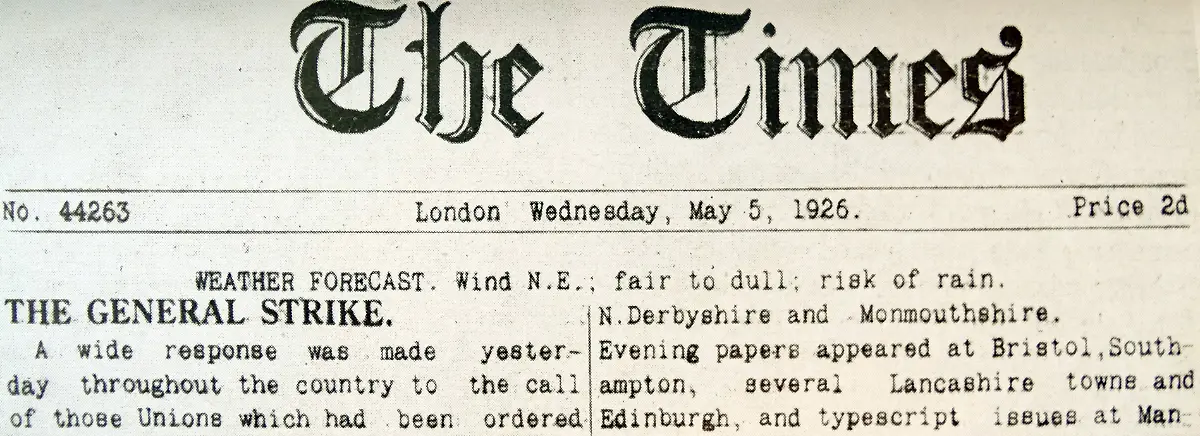 The Times
No. 44263 London Wednesday, May 5, 1926. Price 2d
WEATHER FORECAST. Wind N.E.; fair to dull; risk of rain.
THE GENERAL STRIKE.
A wide response was made yester-
day throughout the country to the call
of those Unions which had been ordered
N.Derbyshire and Monmouthshire.
Evening papers appeared at Bristol,South-
ampton, several Lancashire towns and
Edinburgh, and typescript issues at Man-